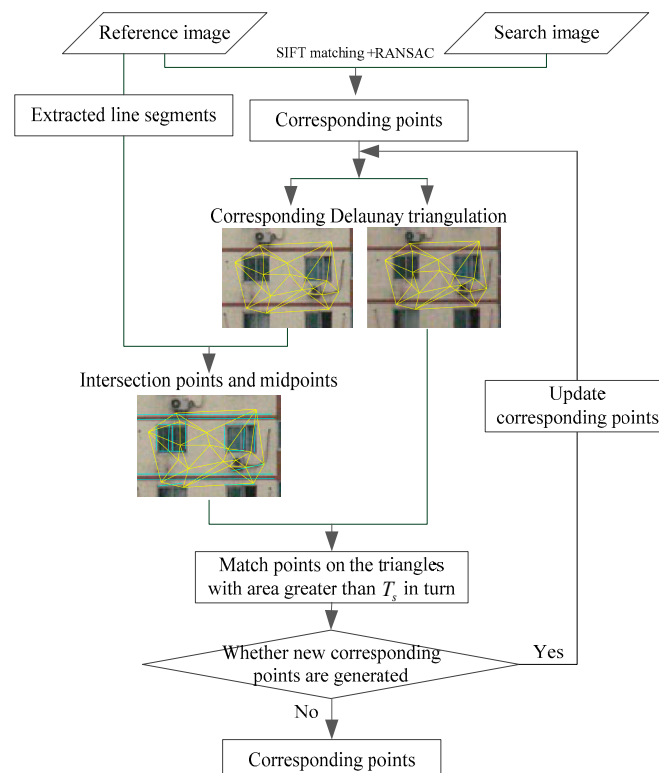 Reference image
Search image
SIFT matching +RANSAC
Extracted line segments
Corresponding points
Corresponding Delaunay triangulation
Intersection points and midpoints
Update
corresponding points
Match points on the triangles
with area greater than Ts in turn
Whether new corresponding
points are generated
Yes
No
Corresponding points